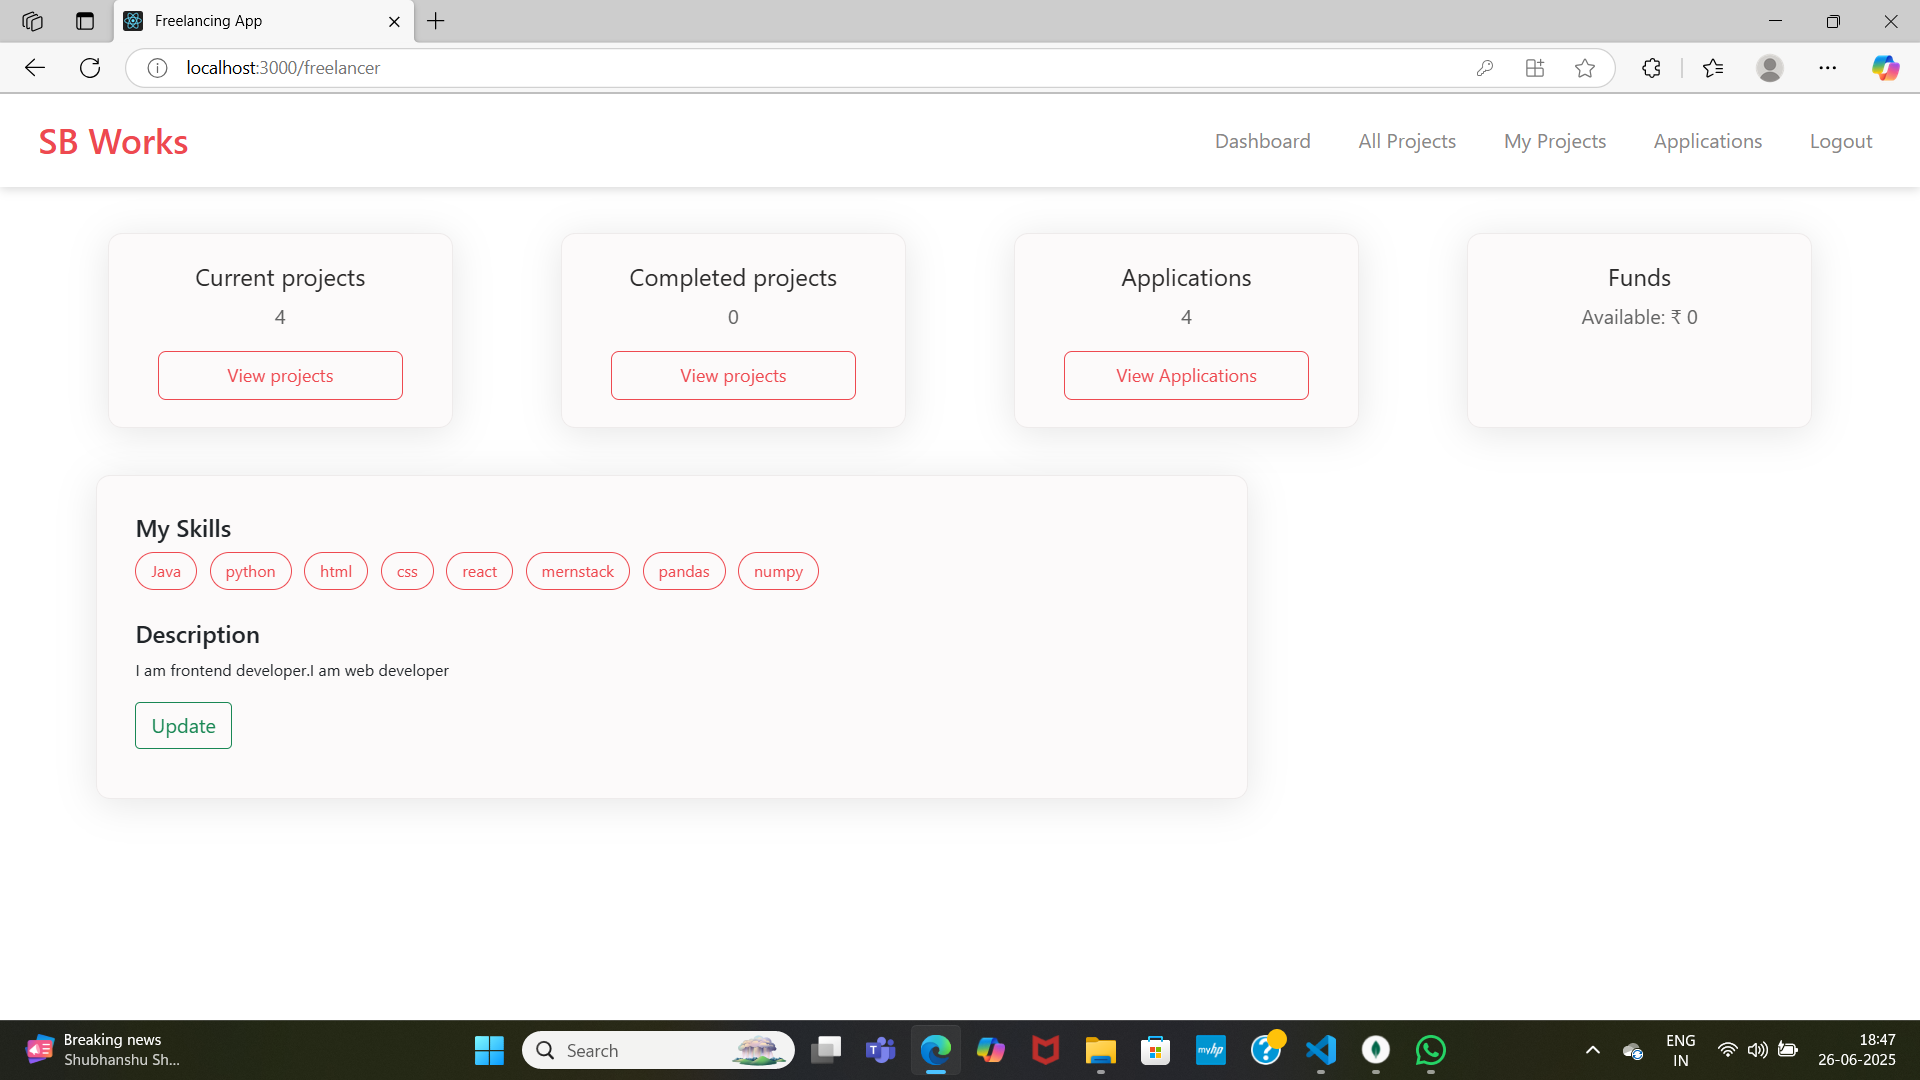 Freelancing App
localhost:3000/freelancer
SB Works
Dashboard
All Projects
My Projects
Applications
Logout
Current projects
4
View projects
Completed projects
0
View projects
Applications
4
View Applications
Funds
Available: ₹ 0
My Skills
Java
python
html
css
react
mernstack
pandas
numpy
Description
I am frontend developer.I am web developer
Update
Breaking news
Shubhanshu Sh...
Search
myhp
ENG
IN
18:47
26-06-2025